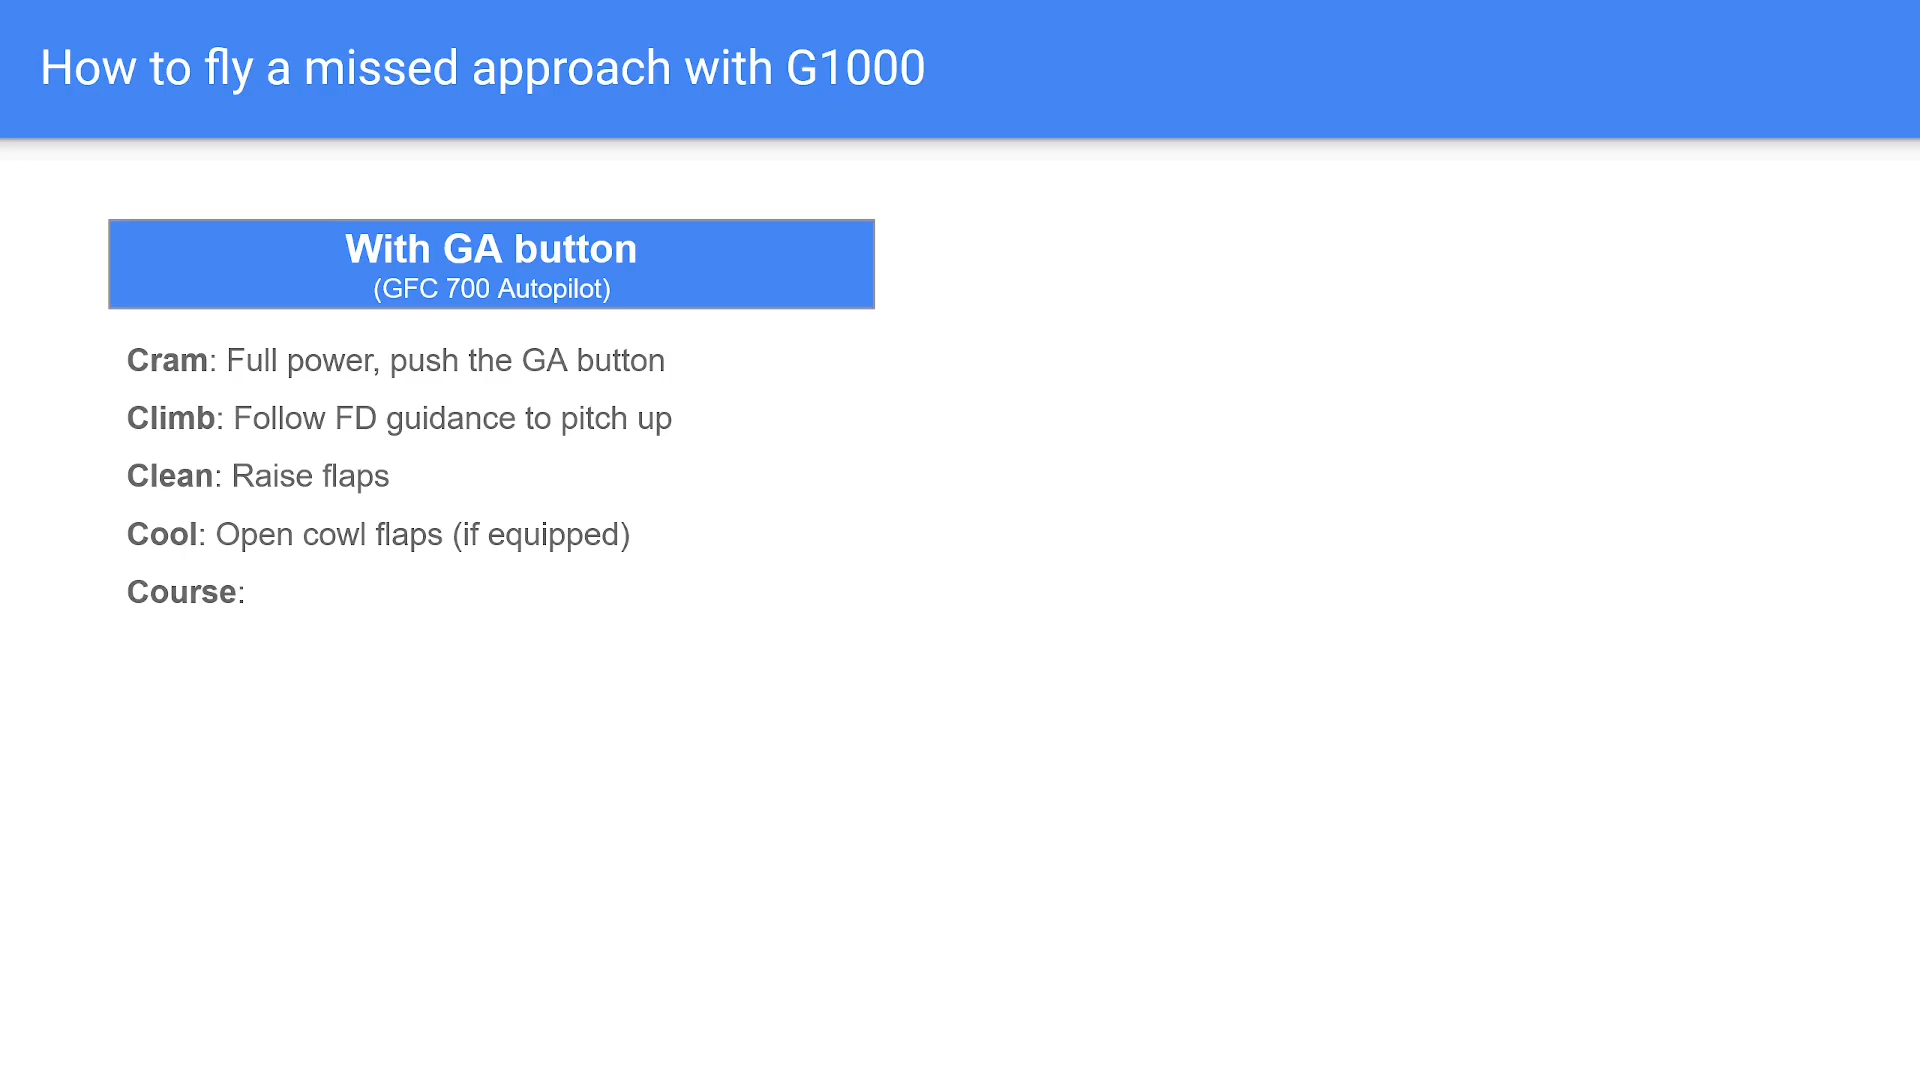 How to fly a missed approach with G1000
With GA button
(GFC 700 Autopilot)
Cram: Full power, push the GA button
Climb: Follow FD guidance to pitch up
Clean: Raise flaps
Cool: Open cowl flaps (if equipped)
Course: